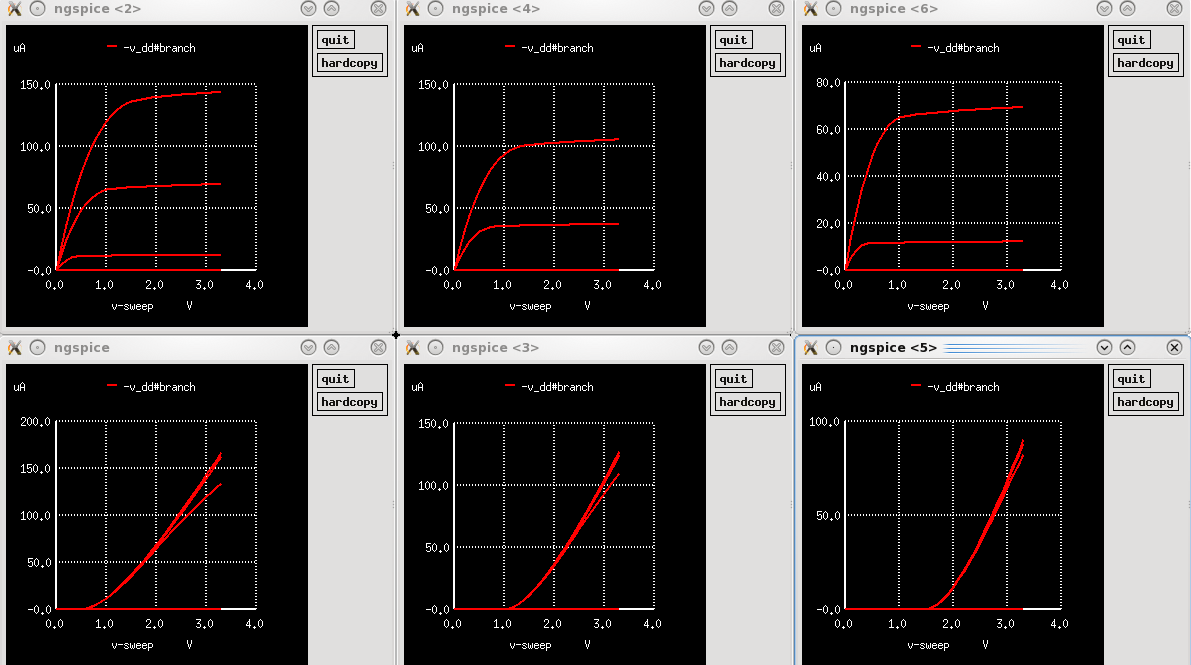 ngspice <2>
quit
hardcopy
uA
-v_dd#branch
150.0
100.0
50.0
-0.0
0.0 1.0 2.0 3.0 4.0
v-sweep V
ngspice <4>
quit
hardcopy
uA
-v_dd#branch
150.0
100.0
50.0
-0.0
0.0 1.0 2.0 3.0 4.0
v-sweep V
ngspice <6>
quit
hardcopy
uA
-v_dd#branch
80.0
60.0
40.0
20.0
-0.0
0.0 1.0 2.0 3.0 4.0
v-sweep V
ngspice
quit
hardcopy
uA
-v_dd#branch
200.0
150.0
100.0
50.0
-0.0
0.0 1.0 2.0 3.0 4.0
v-sweep V
ngspice <3>
quit
hardcopy
uA
-v_dd#branch
150.0
100.0
50.0
-0.0
0.0 1.0 2.0 3.0 4.0
v-sweep V
ngspice <5>
quit
hardcopy
uA
-v_dd#branch
100.0
50.0
-0.0
0.0 1.0 2.0 3.0 4.0
v-sweep V